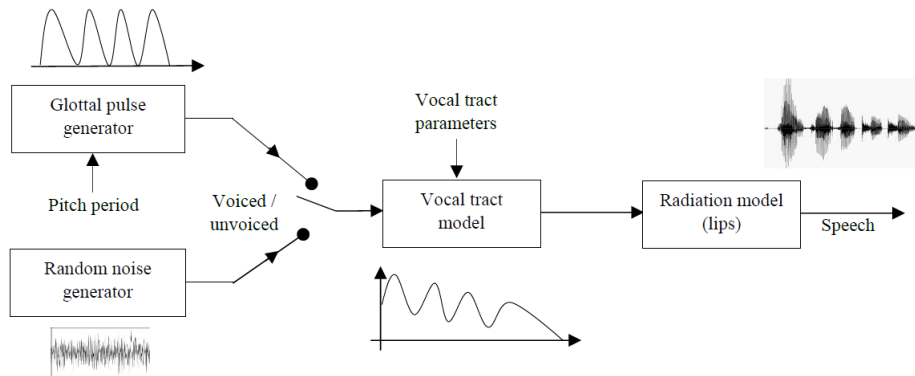 Glottal pulse
generator
Pitch period
Voiced /
unvoiced
Random noise
generator
Vocal tract
parameters
Vocal tract
model
Radiation model
(lips)
Speech